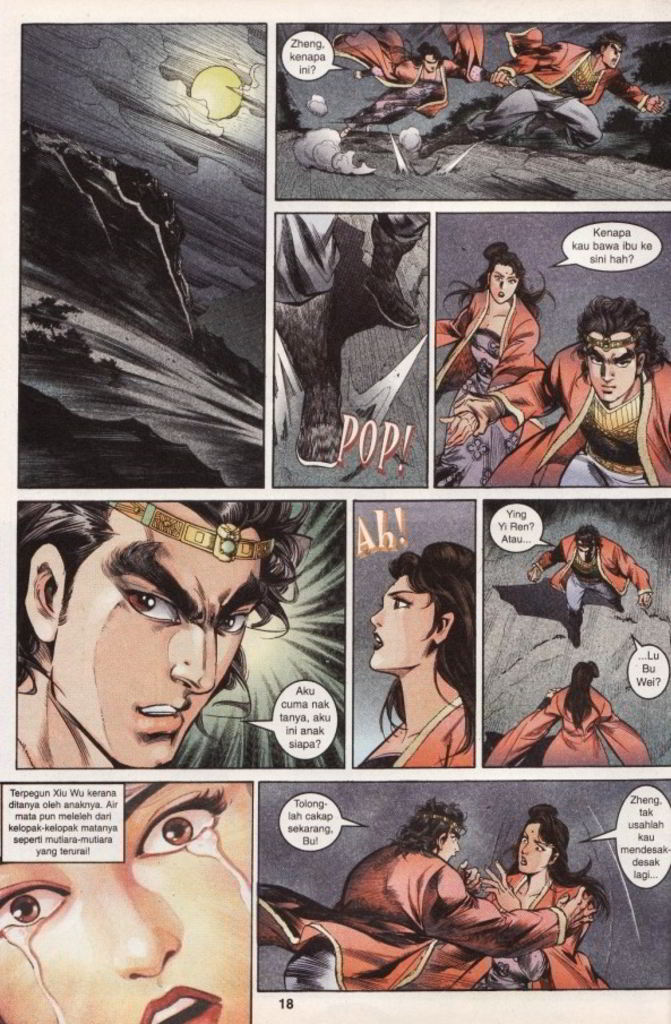 Zheng,
kenapa
ini?
POP!
Kenapa
kau bawa ibu ke
sini hah?
Aku
cuma nak
tanya, aku
ini anak
siapa?
Ah!
Ying
Yi Ren?
Atau...
...Lu
Bu
Wei?
Terpegun Xiu Wu kerana
ditanya oleh anaknya. Air
mata pun meleleh dari
kelopak-kelopak matanya
seperti mutiara-mutiara
yang terurai!
Tolong-
lah cakap
sekarang,
Bu!
Zheng,
tak
usahlah
kau
mendesak-
desak
lagi...
18